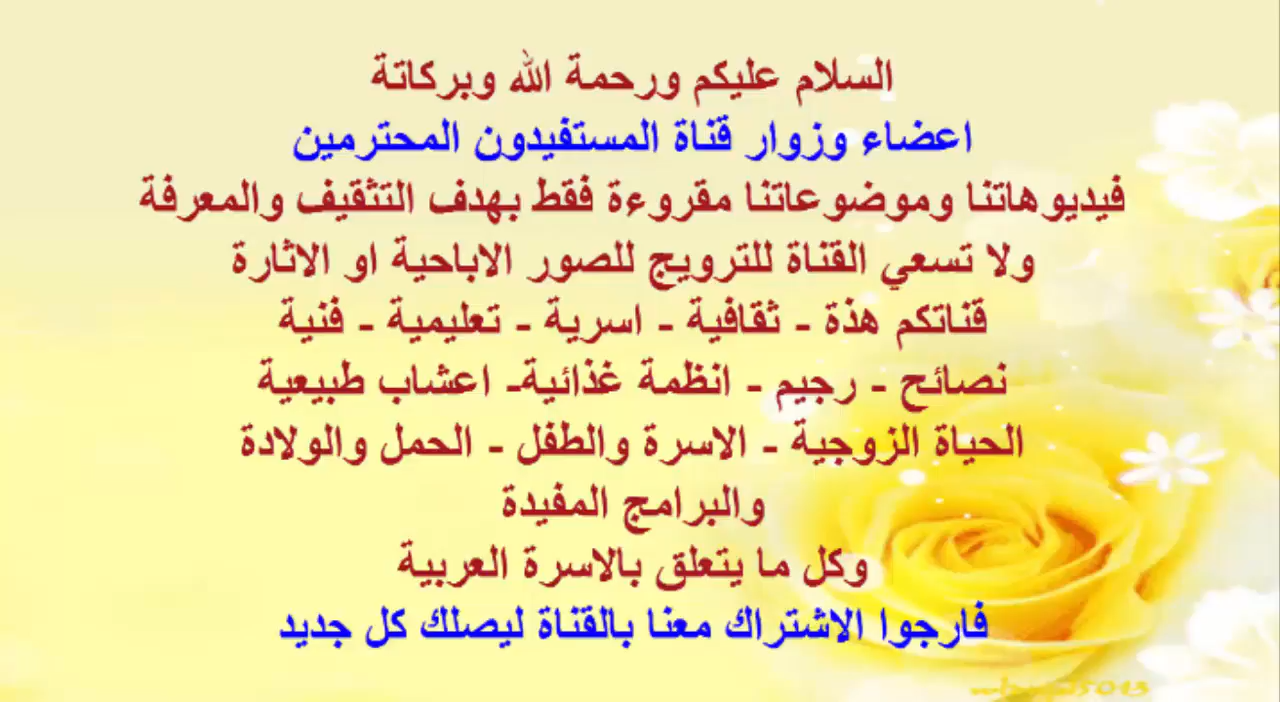 السلام عليكم ورحمة الله وبركاتة
اعضاء وزوار قناة المستفيدون المحترمين
فيديوهاتنا وموضوعاتنا مقروءة فقط بهدف التثقيف والمعرفة
ولا تسعي القناة للترويج للصور الاباحية او الاثارة
قناتكم هذة - ثقافية - اسرية - تعليمية - فنية
نصائح - رجيم - انظمة غذائية- اعشاب طبيعية
الحياة الزوجية - الاسرة والطفل - الحمل والولادة
والبرامج المفيدة
وكل ما يتعلق بالاسرة العربية
فارجوا الاشتراك معنا بالقناة ليصلك كل جديد